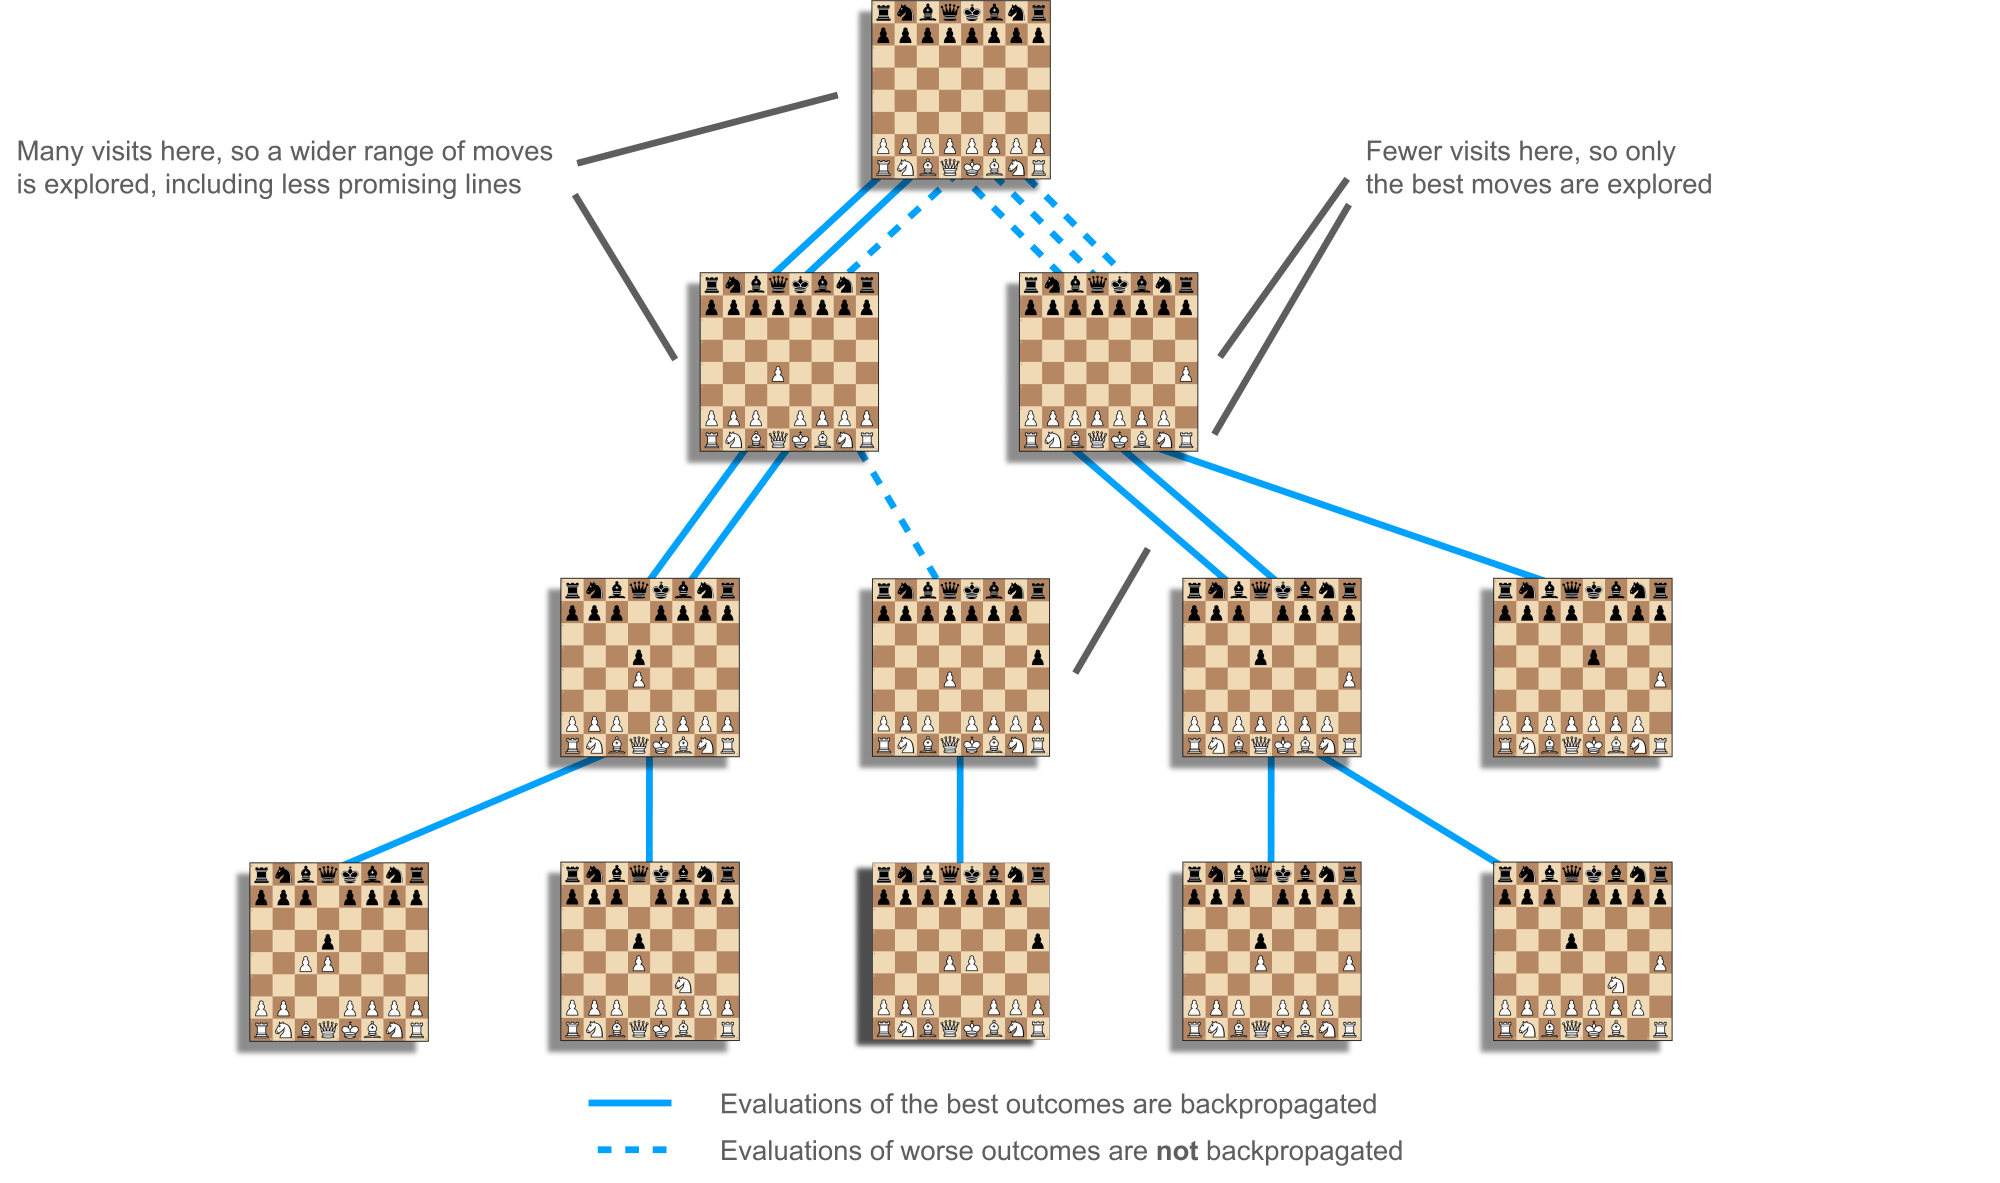 Many visits here, so a wider range of moves
is explored, including less promising lines
Fewer visits here, so only
the best moves are explored
Evaluations of the best outcomes are backpropagated
Evaluations of worse outcomes are not backpropagated